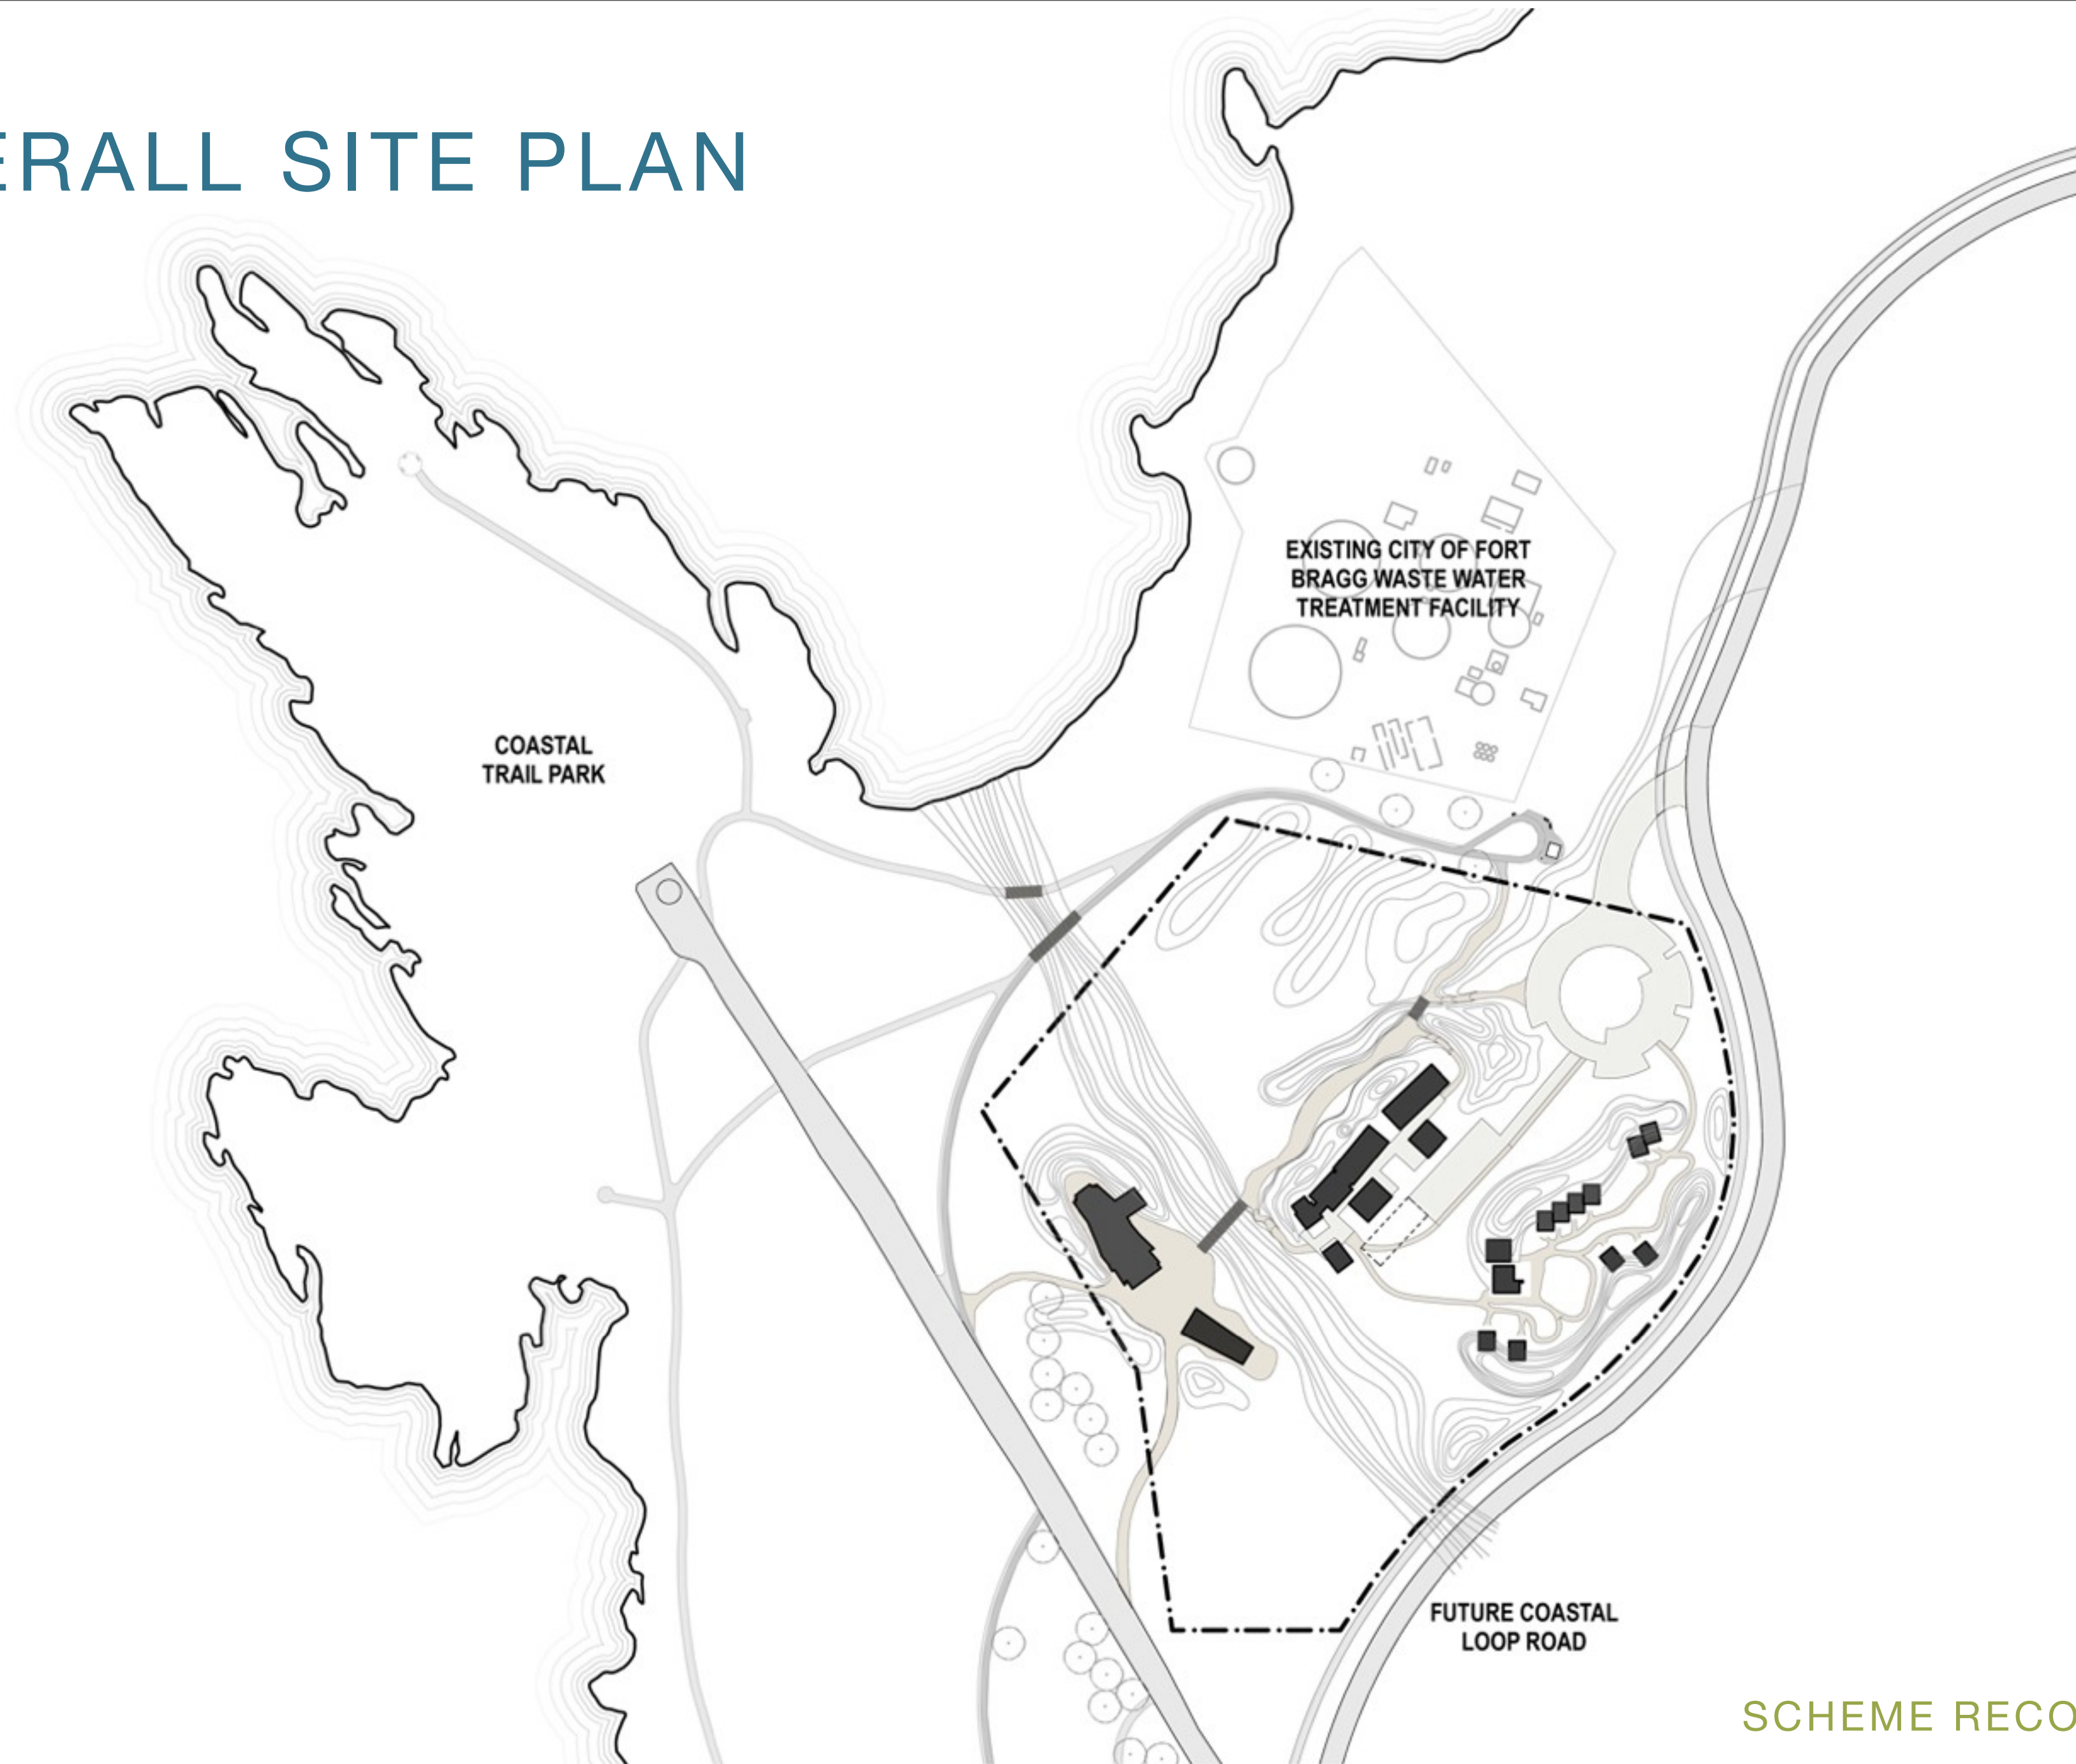 ERALL SITE PLAN
EXISTING CITY OF FORT
BRAGG WASTE WATER
TREATMENT FACILITY
COASTAL
TRAIL PARK
FUTURE COASTAL
LOOP ROAD
SCHEME RECO